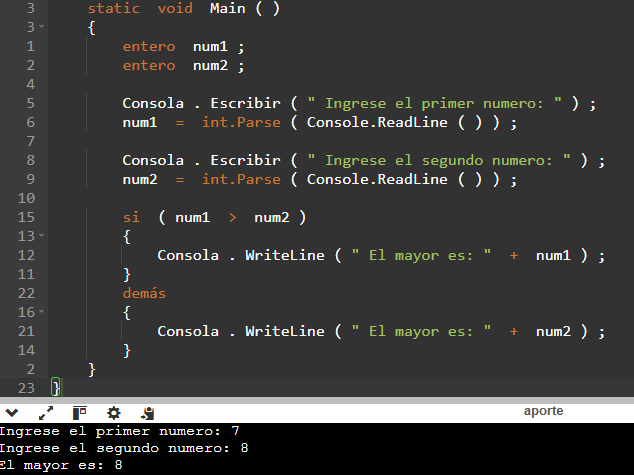 3 static void Main ( )
3 {
1 entero num1 ;
2 entero num2 ;
4
5 Consola . Escribir ( " Ingrese el primer numero: " ) ;
6 num1 = int.Parse ( Console.ReadLine ( ) ) ;
7
8 Consola . Escribir ( " Ingrese el segundo numero: " ) ;
9 num2 = int.Parse ( Console.ReadLine ( ) ) ;
10
15 si ( num1 > num2 )
13 {
12 Consola . WriteLine ( " El mayor es: " + num1 ) ;
11 }
22 demás
16 {
21 Consola . WriteLine ( " El mayor es: " + num2 ) ;
14 }
2 }
23 }
aporte
Ingrese el primer numero: 7
Ingrese el segundo numero: 8
El mayor es: 8